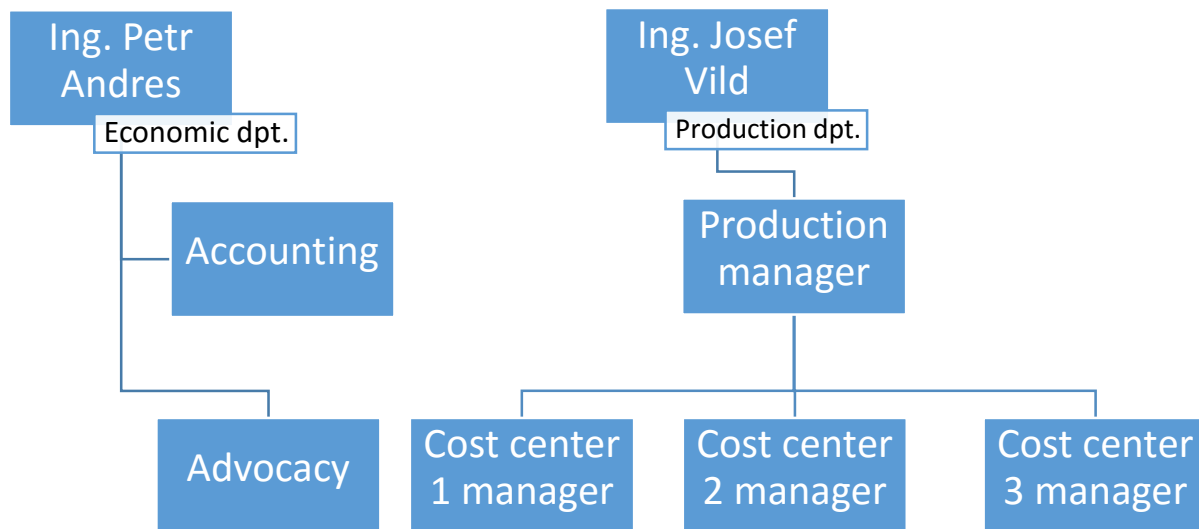 Ing. Petr
Andres
Economic dpt.
Ing. Josef
Vild
Production dpt.
Accounting
Production
manager
Advocacy
Cost center
1 manager
Cost center
2 manager
Cost center
3 manager